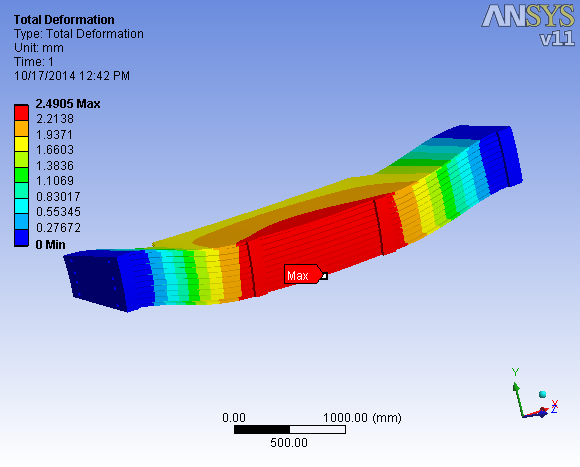 Total Deformation
Type: Total Deformation
Unit: mm
Time: 1
10/17/2014 12:42 PM
ANSYS
v11
2.4905 Max
2.2138
1.9371
1.6603
1.3836
1.1069
0.83017
0.55345
0.27672
0 Min
Max
0.00 1000.00 (mm)
500.00
Y
X
Z